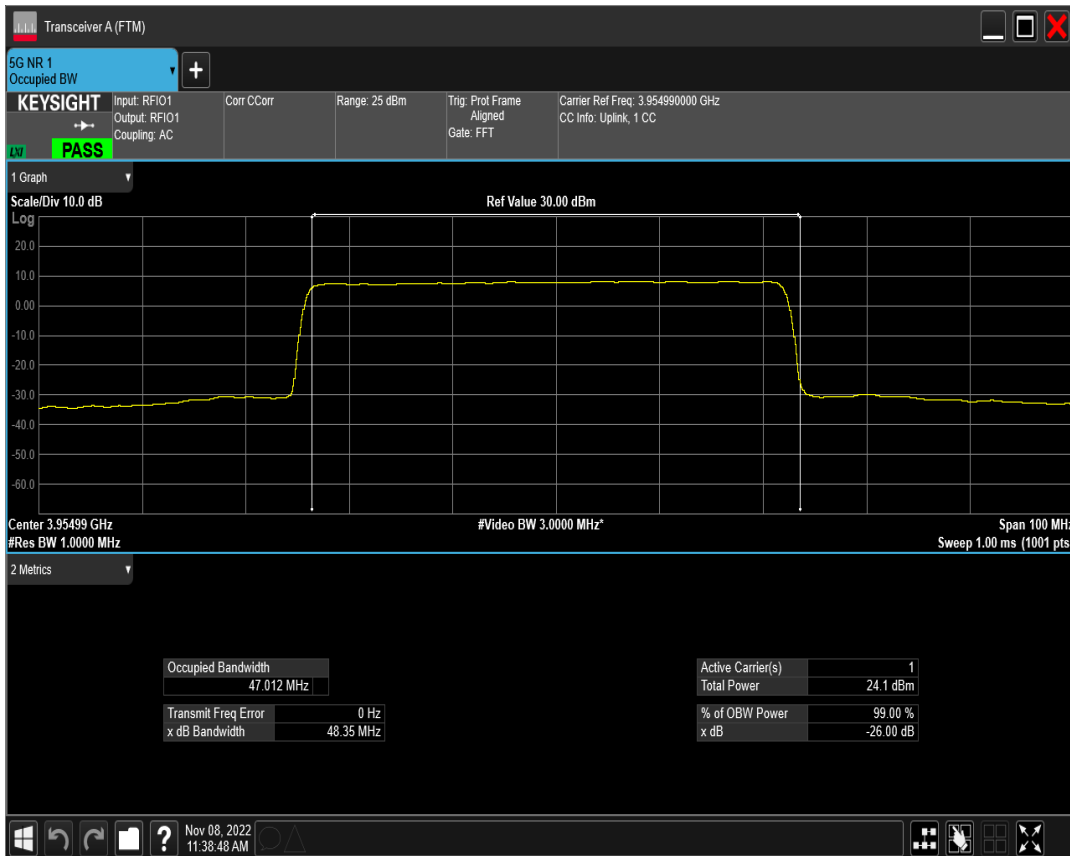 Transceiver A (FTM)
5G NR 1
Occupied BW
+
KEYSIGHT
LXI
PASS
Input: RFIO1
Output: RFIO1
Coupling: AC
Corr CCorr
Range: 25 dBm
Trig: Prot Frame
Aligned
Gate: FFT
Carrier Ref Freq: 3.954990000 GHz
CC Info: Uplink, 1 CC
1 Graph
Scale/Div 10.0 dB
Ref Value 30.00 dBm
Log
20.0
10.0
0.00
-10.0
-20.0
-30.0
-40.0
-50.0
-60.0
Center 3.95499 GHz
#Video BW 3.0000 MHz*
Span 100 MHz
#Res BW 1.0000 MHz
Sweep 1.00 ms (1001 pts
2 Metrics
Occupied Bandwidth
47.012 MHz
Transmit Freq Error 0 Hz
x dB Bandwidth 48.35 MHz
Active Carrier(s) 1
Total Power 24.1 dBm
% of OBW Power 99.00 %
x dB -26.00 dB
?
Nov 08, 2022
11:38:48 AM